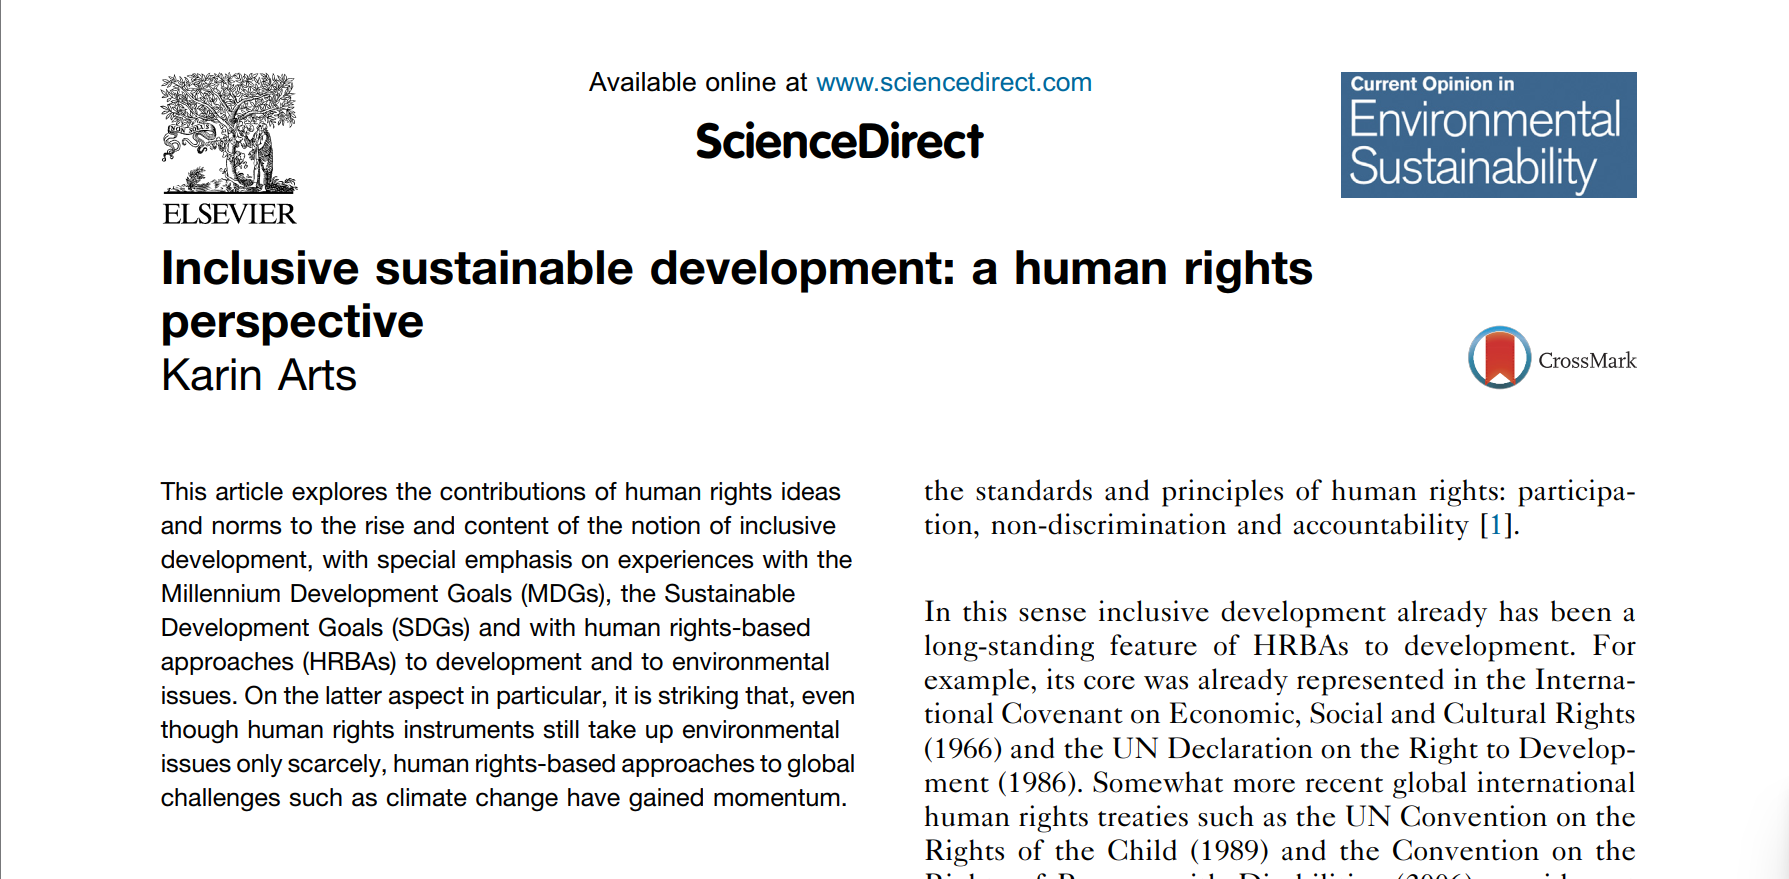 Available online at www.sciencedirect.com
ScienceDirect
Current Opinion in
Environmental
Sustainability
ELSEVIER
Inclusive sustainable development: a human rights
perspective
Karin Arts
CrossMark
This article explores the contributions of human rights ideas
and norms to the rise and content of the notion of inclusive
development, with special emphasis on experiences with the
Millennium Development Goals (MDGs), the Sustainable
Development Goals (SDGs) and with human rights-based
approaches (HRBAs) to development and to environmental
issues. On the latter aspect in particular, it is striking that, even
though human rights instruments still take up environmental
issues only scarcely, human rights-based approaches to global
challenges such as climate change have gained momentum.
the standards and principles of human rights: participa-
tion, non-discrimination and accountability [1].
In this sense inclusive development already has been a
long-standing feature of HRBAs to development. For
example, its core was already represented in the Interna-
tional Covenant on Economic, Social and Cultural Rights
(1966) and the UN Declaration on the Right to Develop-
ment (1986). Somewhat more recent global international
human rights treaties such as the UN Convention on the
Rights of the Child (1989) and the Convention on the